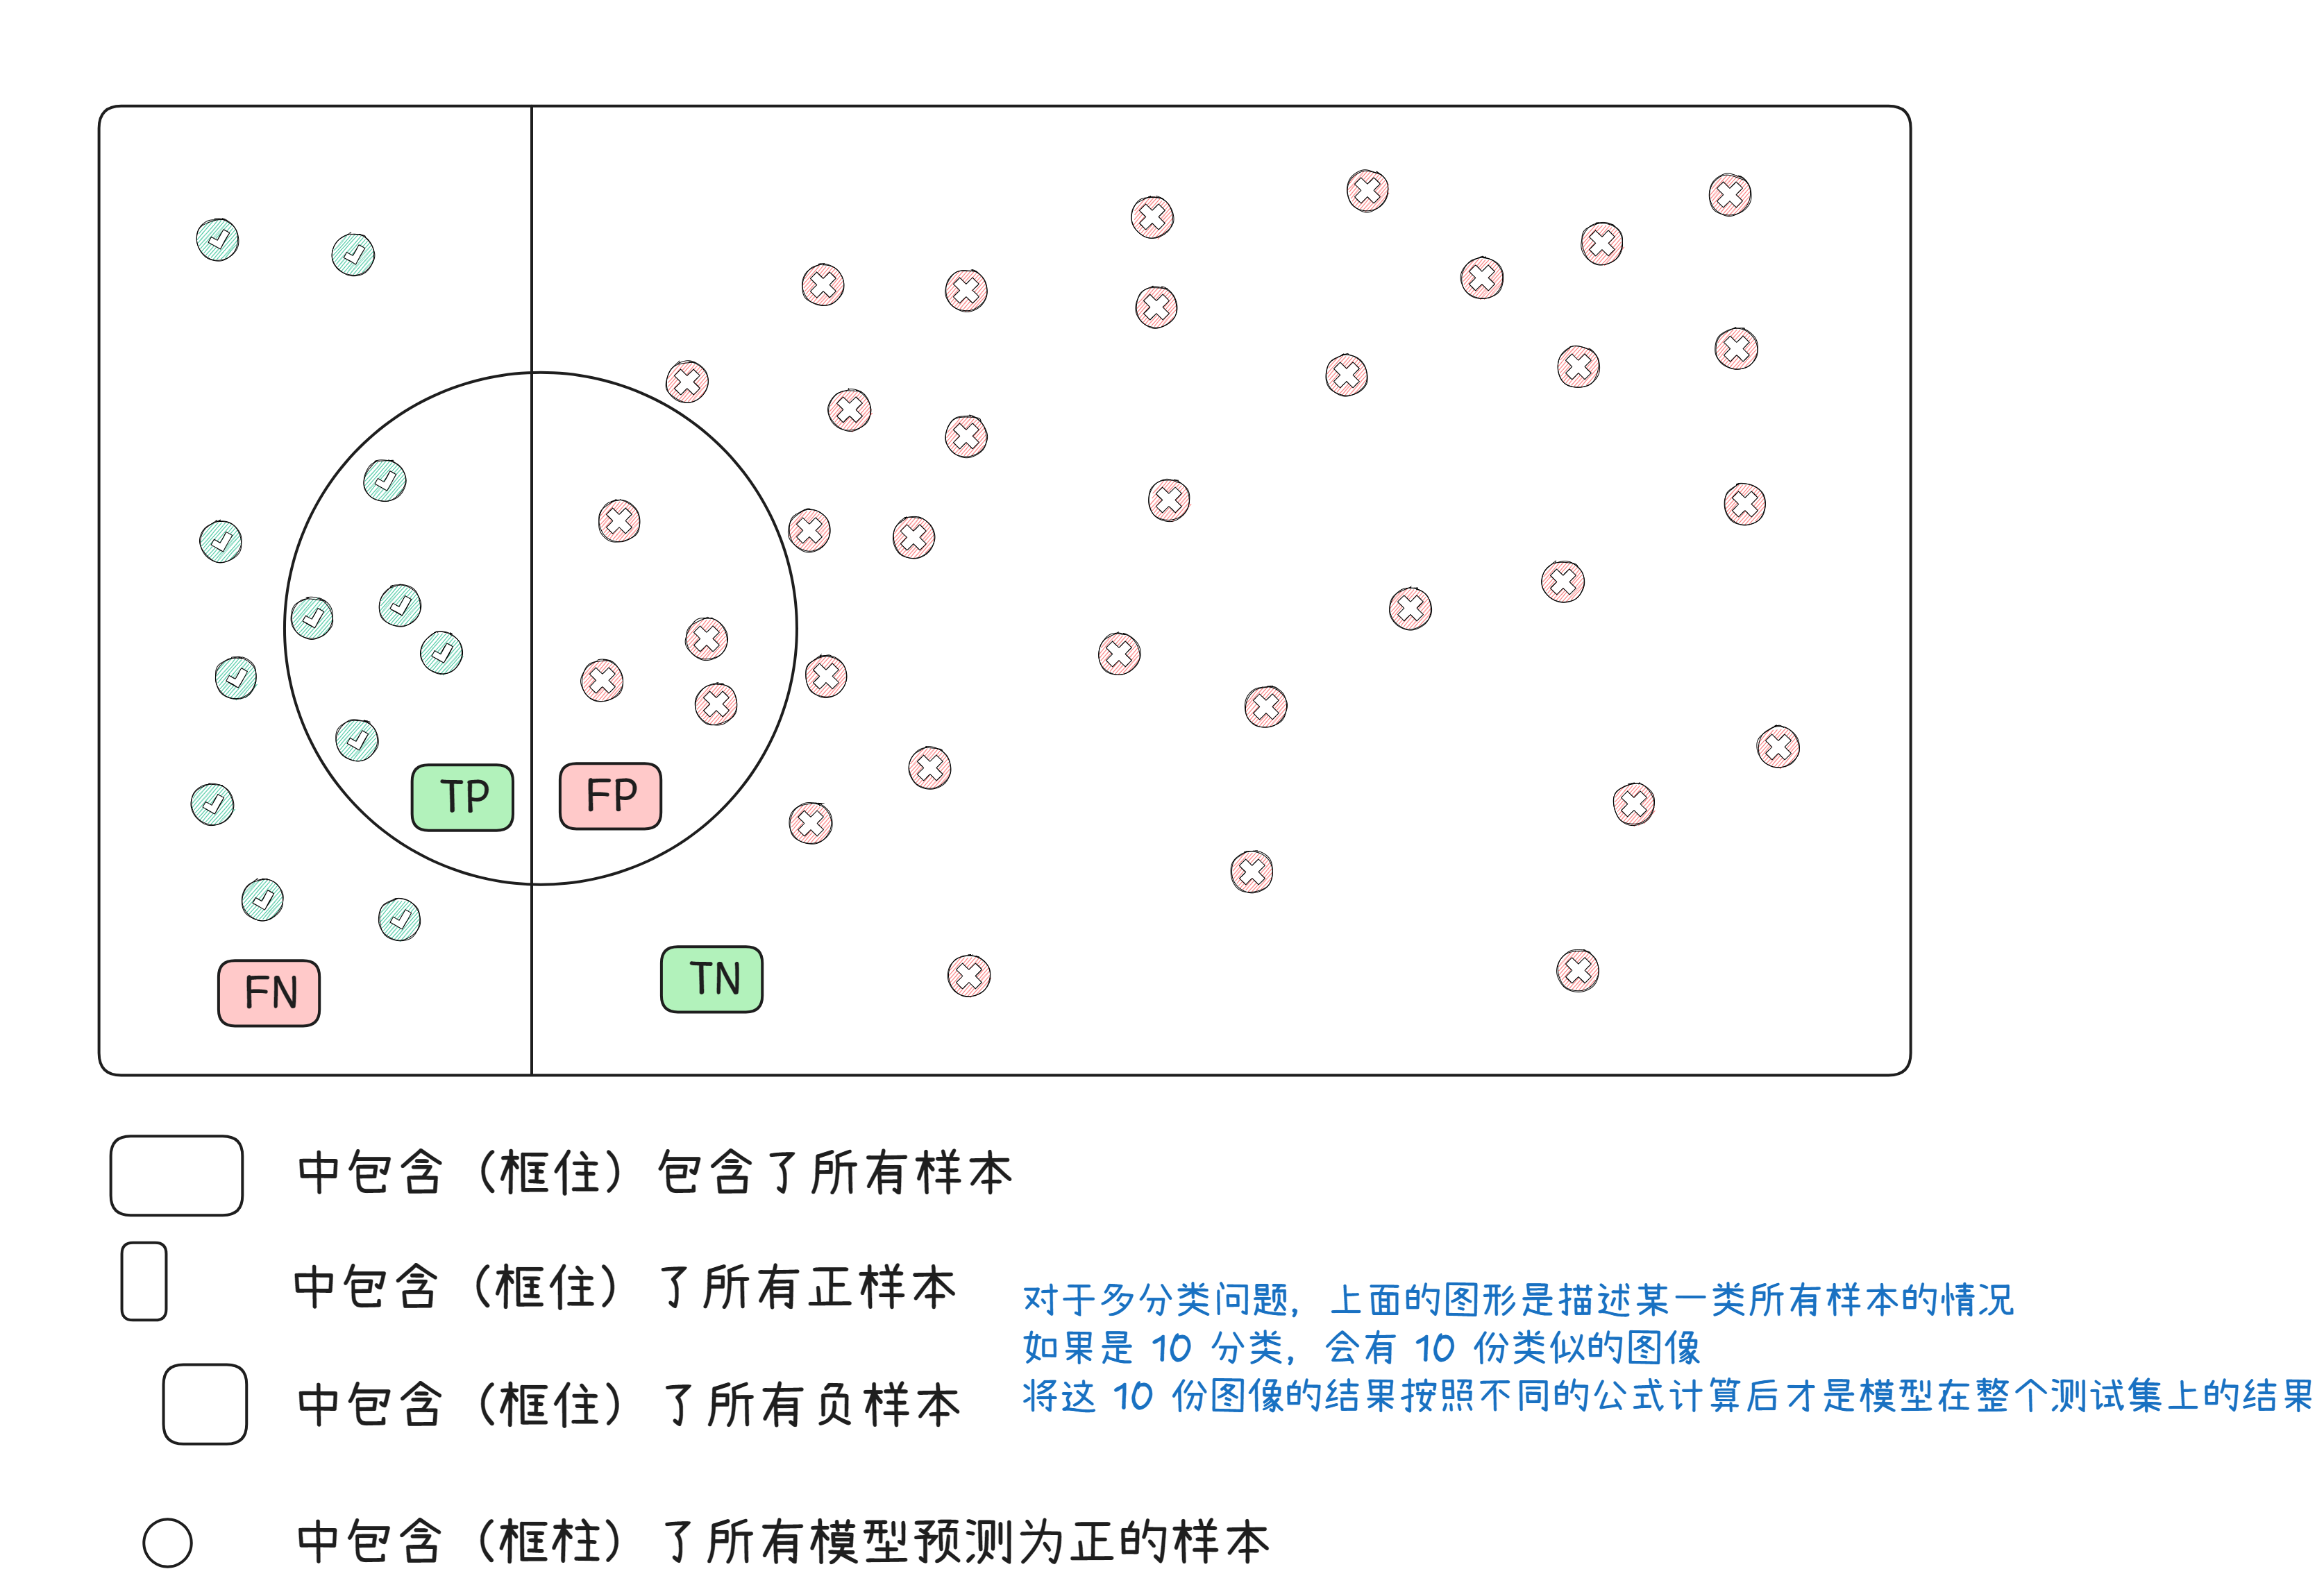 TP
FP
FN
TN
中包含（框住）包含了所有样本
中包含（框住）了所有正样本
对于多分类问题，上面的图形是描述某一类所有样本的情况
如果是 10 分类，会有 10 份类似的图像
将这 10 份图像的结果按照不同的公式计算后才是模型在整个测试集上的结果
中包含（框住）了所有负样本
中包含（框柱）了所有模型预测为正的样本